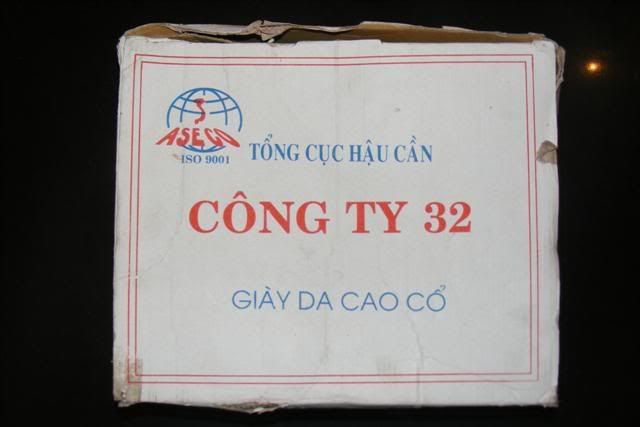 ASECO
ISO 9001
TỔNG CỤC HẬU CẦN
CÔNG TY 32
GIÀY DA CAO CỔ